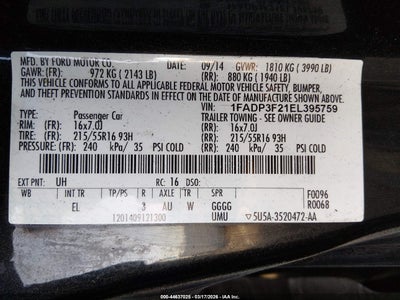 MFD. BY FORD MOTOR CO. 09/14 GVWR: 1810 KG ( 3990 LB)
GAWR: (FR) 972 KG ( 2143 LB) (RR): 880 KG ( 1940 LB)
THIS VEHICLE CONFORMS TO ALL APPLICABLE FEDERAL MOTOR VEHICLE SAFETY, BUMPER,
AND THEFT PREVENTION STANDARDS IN EFFECT ON THE DATE OF MANUFACTURE SHOWN ABOVE.
VIN: 1FADP3F21EL395759
TYPE: Passenger Car TRAILER TOWING - SEE OWNER GUIDE
RIM: (FR) 16x7.0J (RR): 16x7.0J
TIRE: (FR) 215/55R16 93H (RR): 215/55R16 93H
PRESSURE: (FR) 240 kPa/ 35 PSI COLD (RR): 240 kPa/ 35 PSI COLD
EXT PNT: UH RC: 16 DSO: F0096
WB INT TR TP/PS R AXLE TR SPR R0068
EL 3 AU W GGGG
1201409121300 UMU 5U5A-3520472-AA
000 - 44637025 - 03/17/2026 - IAA COLUMBUS